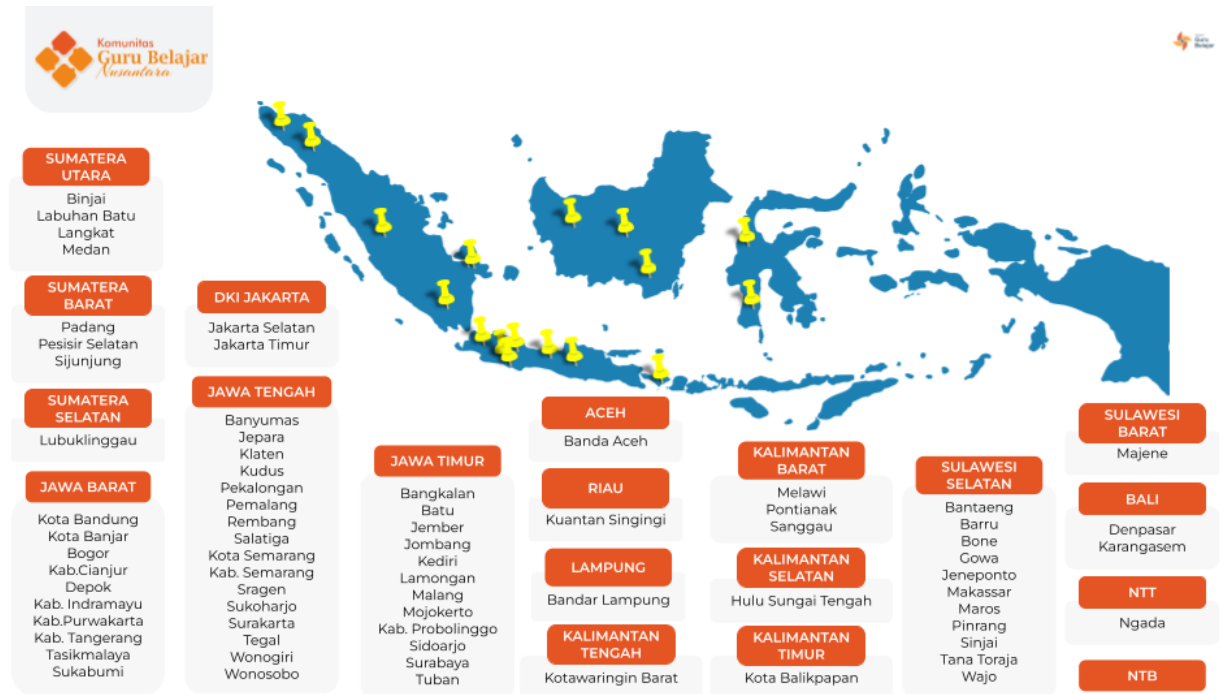 Komunitas
Guru Belajar
Nusantara
Guru
Belajar
SUMATERA
UTARA
Binjai
Labuhan Batu
Langkat
Medan
SUMATERA
BARAT
Padang
Pesisir Selatan
Sijunjung
SUMATERA
SELATAN
Lubuklinggau
JAWA BARAT
Kota Bandung
Kota Banjar
Bogor
Kab.Cianjur
Depok
Kab. Indramayu
Kab.Purwakarta
Kab. Tangerang
Tasikmalaya
Sukabumi
DKI JAKARTA
Jakarta Selatan
Jakarta Timur
JAWA TENGAH
Banyumas
Jepara
Klaten
Kudus
Pekalongan
Pemalang
Rembang
Salatiga
Kota Semarang
Kab. Semarang
Sragen
Sukoharjo
Surakarta
Tegal
Wonogiri
Wonosobo
JAWA TIMUR
Bangkalan
Batu
Jember
Jombang
Kediri
Lamongan
Malang
Mojokerto
Kab. Probolinggo
Sidoarjo
Surabaya
Tuban
ACEH
Banda Aceh
RIAU
Kuantan Singingi
LAMPUNG
Bandar Lampung
KALIMANTAN
TENGAH
Kotawaringin Barat
KALIMANTAN
BARAT
Melawi
Pontianak
Sanggau
KALIMANTAN
SELATAN
Hulu Sungai Tengah
KALIMANTAN
TIMUR
Kota Balikpapan
SULAWESI
SELATAN
Bantaeng
Barru
Bone
Gowa
Jeneponto
Makassar
Maros
Pinrang
Sinjai
Tana Toraja
Wajo
SULAWESI
BARAT
Majene
BALI
Denpasar
Karangasem
NTT
Ngada
NTB